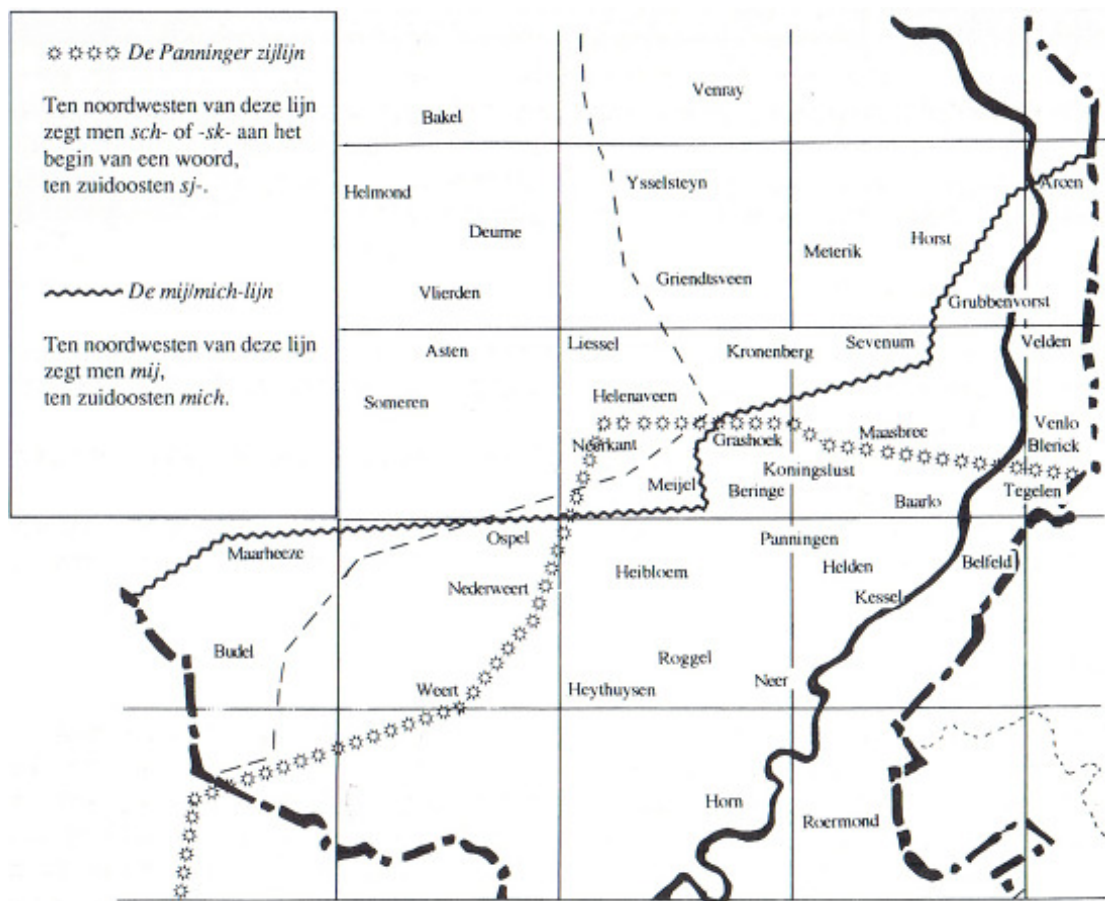 ✲✲✲✲ De Panninger zijlijn
Ten noordwesten van deze lijn
zegt men sch- of -sk- aan het
begin van een woord,
ten zuidoosten sj-.
De mij/mich-lijn
Ten noordwesten van deze lijn
zegt men mij,
ten zuidoosten mich.
Venray
Bakel
Ysselsteyn
Arcen
Helmond
Deurne
Horst
Meterik
Griendtsveen
Vlierden
Grubbenvorst
Liessel
Sevenum
Velden
Asten
Kronenberg
Helenaveen
Someren
Venlo
Maasbree
Neerkant
Grashoek
Blerick
Koningslust
Meijel
Beringe
Tegelen
Baarlo
Ospel
Panningen
Maarheeze
Belfeld
Helden
Heibloem
Nederweert
Kessel
Budel
Roggel
Neer
Weert
Heythuysen
Horn
Roermond